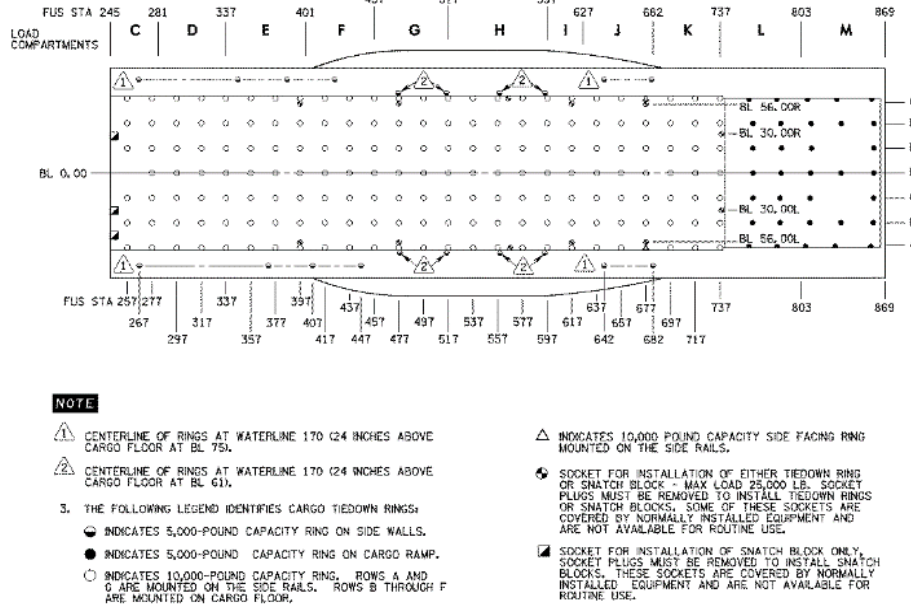 FUS STA 245 281 337 401 627 682 737 803 869
LOAD
COMPARTMENTS
C D E F G H I J K L M
1 2 2 1
BL 56.00R
BL 30.00R
BL 0.00
BL 30.00L
BL 56.00L
1 2 2 1
FUS STA 257 277 317 337 377 397 437 457 497 537 577 637 677 737 803 869
267 297 357 407 417 447 477 517 557 597 617 642 657 682 697 717
NOTE
1 CENTERLINE OF RINGS AT WATERLINE 170 (24 INCHES ABOVE
CARGO FLOOR AT BL 75).
2 CENTERLINE OF RINGS AT WATERLINE 170 (24 INCHES ABOVE
CARGO FLOOR AT BL 61).
3. THE FOLLOWING LEGEND IDENTIFIES CARGO TIEDOWN RINGS:
INDICATES 5,000-POUND CAPACITY RING ON SIDE WALLS.
INDICATES 5,000-POUND CAPACITY RING ON CARGO RAMP.
INDICATES 10,000-POUND CAPACITY RING. ROWS A AND
G ARE MOUNTED ON THE SIDE RAILS. ROWS B THROUGH F
ARE MOUNTED ON CARGO FLOOR.
INDICATES 10,000 POUND CAPACITY SIDE FACING RING
MOUNTED ON THE SIDE RAILS.
SOCKET FOR INSTALLATION OF EITHER TIEDOWN RING
OR SNATCH BLOCK - MAX LOAD 25,000 LB. SOCKET
PLUGS MUST BE REMOVED TO INSTALL TIEDOWN RINGS
OR SNATCH BLOCKS. SOME OF THESE SOCKETS ARE
COVERED BY NORMALLY INSTALLED EQUIPMENT AND
ARE NOT AVAILABLE FOR ROUTINE USE.
SOCKET FOR INSTALLATION OF SNATCH BLOCK ONLY,
SOCKET PLUGS MUST BE REMOVED TO INSTALL SNATCH
BLOCKS. THESE SOCKETS ARE COVERED BY NORMALLY
INSTALLED EQUIPMENT AND ARE NOT AVAILABLE FOR
ROUTINE USE.